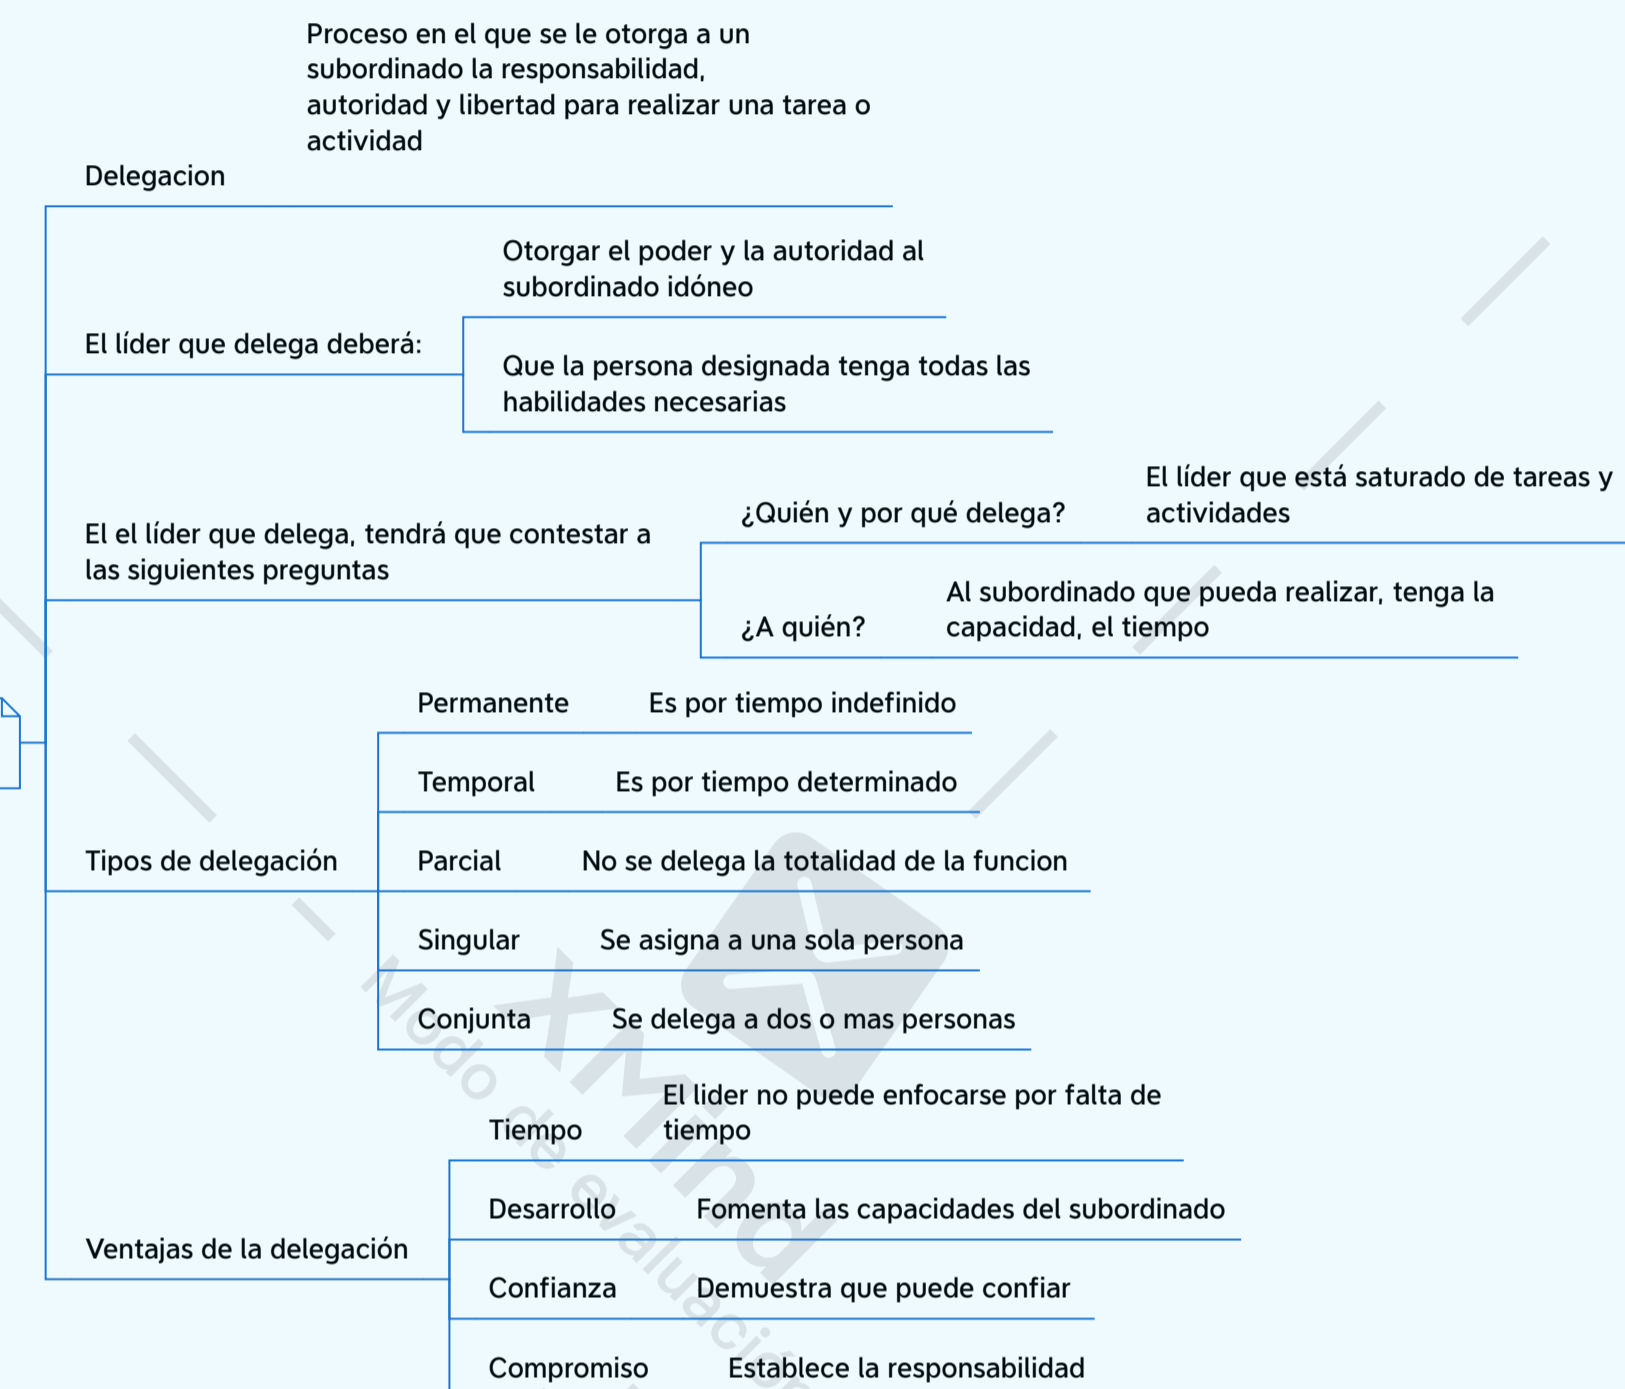 Proceso en el que se le otorga a un
subordinado la responsabilidad,
autoridad y libertad para realizar una tarea o
actividad
Delegacion
Otorgar el poder y la autoridad al
subordinado idóneo
El líder que delega deberá:
Que la persona designada tenga todas las
habilidades necesarias
El líder que está saturado de tareas y
actividades
¿Quién y por qué delega?
El el líder que delega, tendrá que contestar a
las siguientes preguntas
Al subordinado que pueda realizar, tenga la
capacidad, el tiempo
¿A quién?
Permanente
Es por tiempo indefinido
Temporal
Es por tiempo determinado
Tipos de delegación
Parcial
No se delega la totalidad de la funcion
Singular
Se asigna a una sola persona
Conjunta
Se delega a dos o mas personas
El lider no puede enfocarse por falta de
tiempo
Tiempo
Desarrollo
Fomenta las capacidades del subordinado
Ventajas de la delegación
Confianza
Demuestra que puede confiar
Compromiso
Establece la responsabilidad
XMind
Modo de evaluación